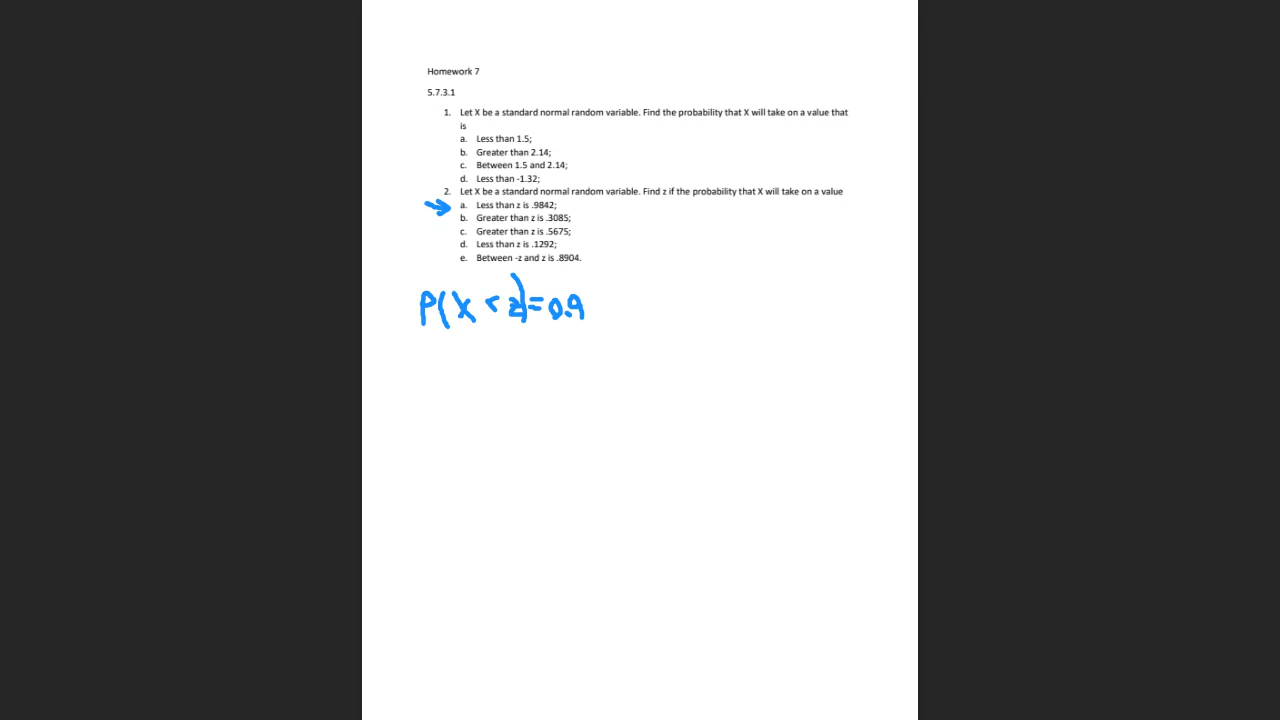 Homework 7
5.7.3.1
1. Let X be a standard normal random variable. Find the probability that X will take on a value that
is
a. Less than 1.5;
b. Greater than 2.14;
c. Between 1.5 and 2.14;
d. Less than -1.32;
2. Let X be a standard normal random variable. Find z if the probability that X will take on a value
a. Less than z is .9842;
b. Greater than z is .3085;
c. Greater than z is .5675;
d. Less than z is .1292;
e. Between -z and z is .8904.
P(X < z)=0.9